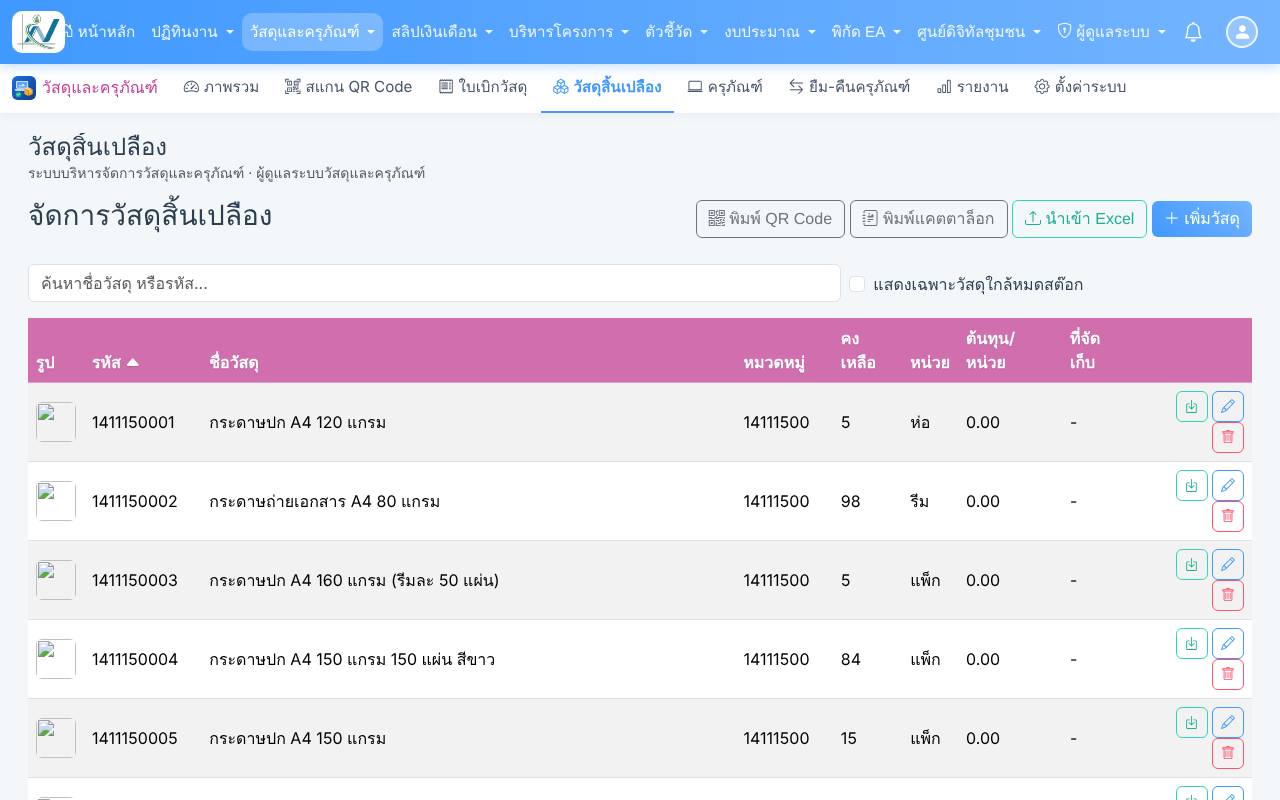 หน้าหลัก ปฏิทินงาน วัสดุและครุภัณฑ์ สลิปเงินเดือน บริหารโครงการ ตัวชี้วัด งบประมาณ พิกัด EA ศูนย์ดิจิทัลชุมชน ผู้ดูแลระบบ
วัสดุและครุภัณฑ์ ภาพรวม สแกน QR Code ใบเบิกวัสดุ วัสดุสิ้นเปลือง ครุภัณฑ์ ยืม-คืนครุภัณฑ์ รายงาน ตั้งค่าระบบ
วัสดุสิ้นเปลือง
ระบบบริหารจัดการวัสดุและครุภัณฑ์ · ผู้ดูแลระบบวัสดุและครุภัณฑ์
จัดการวัสดุสิ้นเปลือง พิมพ์ QR Code พิมพ์แคตตาล็อก นำเข้า Excel เพิ่มวัสดุ
ค้นหาชื่อวัสดุ หรือรหัส... แสดงเฉพาะวัสดุใกล้หมดสต๊อก
รูป รหัส ชื่อวัสดุ หมวดหมู่ คงเหลือ หน่วย ต้นทุน/หน่วย ที่จัดเก็บ
1411150001 กระดาษปก A4 120 แกรม 14111500 5 ห่อ 0.00 -
1411150002 กระดาษถ่ายเอกสาร A4 80 แกรม 14111500 98 รีม 0.00 -
1411150003 กระดาษปก A4 160 แกรม (รีมละ 50 แผ่น) 14111500 5 แพ็ก 0.00 -
1411150004 กระดาษปก A4 150 แกรม 150 แผ่น สีขาว 14111500 84 แพ็ก 0.00 -
1411150005 กระดาษปก A4 150 แกรม 14111500 15 แพ็ก 0.00 -